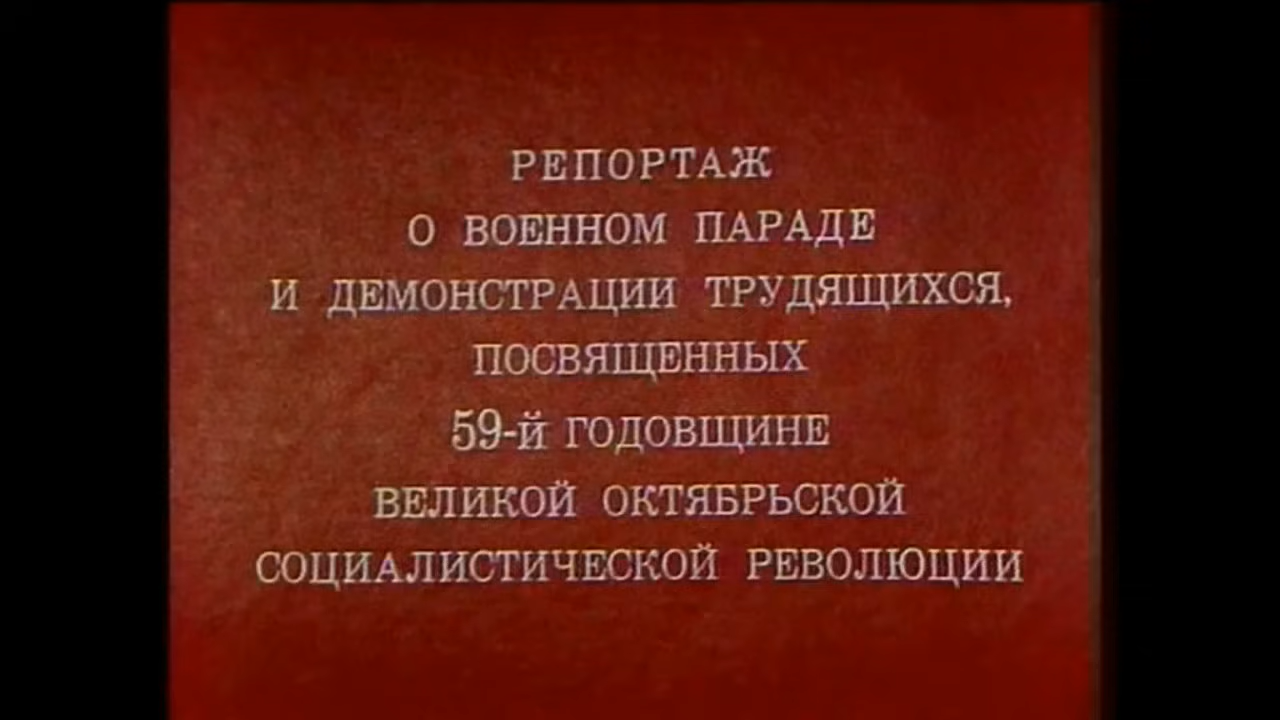 РЕПОРТАЖ
О ВОЕННОМ ПАРАДЕ
И ДЕМОНСТРАЦИИ ТРУДЯЩИХСЯ,
ПОСВЯЩЕННЫХ
59-й ГОДОВЩИНЕ
ВЕЛИКОЙ ОКТЯБРЬСКОЙ
СОЦИАЛИСТИЧЕСКОЙ РЕВОЛЮЦИИ